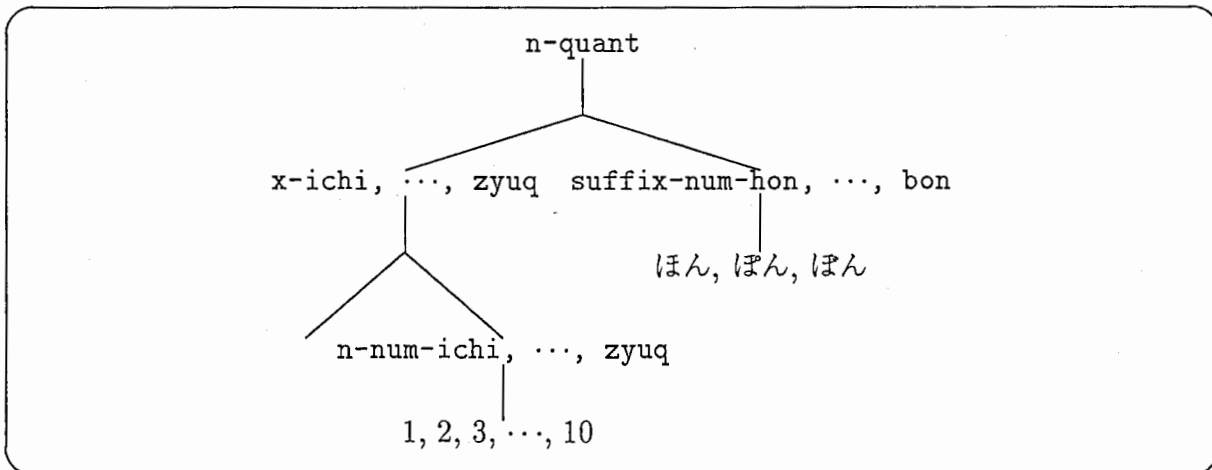 n-quant
x-ichi, ⋯, zyuq suffix-num-hon, ⋯, bon
ほん, ぽん, ぼん
n-num-ichi, ⋯, zyuq
1, 2, 3, ⋯, 10